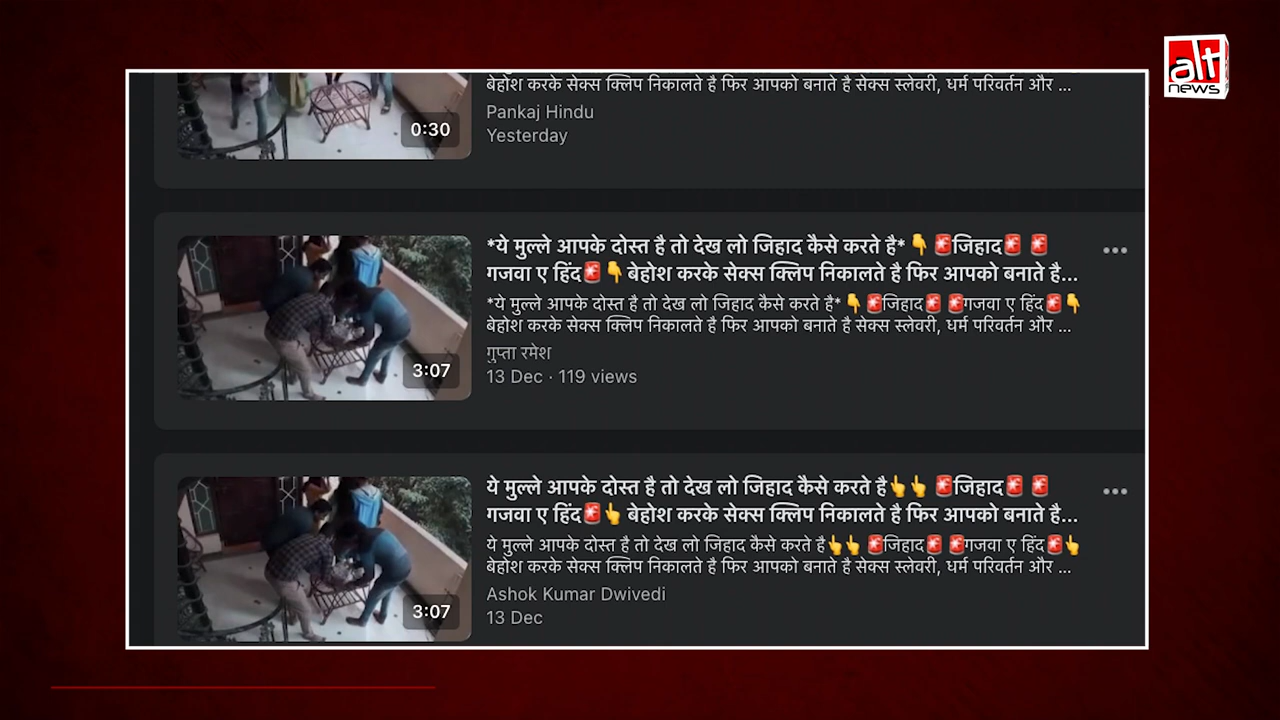 alt
news
बेहोश करके सेक्स क्लिप निकालते है फिर आपको बनाते है सेक्स स्लेवरी, धर्म परिवर्तन और ...
0:30
Pankaj Hindu
Yesterday
*ये मुल्ले आपके दोस्त है तो देख लो जिहाद कैसे करते है*👇 🚨जिहाद🚨 🚨
गजवा ए हिंद🚨👇 बेहोश करके सेक्स क्लिप निकालते है फिर आपको बनाते है...
*ये मुल्ले आपके दोस्त है तो देख लो जिहाद कैसे करते है*👇 🚨जिहाद🚨 🚨गजवा ए हिंद🚨👇
बेहोश करके सेक्स क्लिप निकालते है फिर आपको बनाते है सेक्स स्लेवरी, धर्म परिवर्तन और ...
गुप्ता रमेश
3:07
13 Dec · 119 views
ये मुल्ले आपके दोस्त है तो देख लो जिहाद कैसे करते है👆👆 🚨जिहाद🚨 🚨
गजवा ए हिंद🚨👆 बेहोश करके सेक्स क्लिप निकालते है फिर आपको बनाते है...
ये मुल्ले आपके दोस्त है तो देख लो जिहाद कैसे करते है👆👆 🚨जिहाद🚨 🚨गजवा ए हिंद🚨👆
बेहोश करके सेक्स क्लिप निकालते है फिर आपको बनाते है सेक्स स्लेवरी, धर्म परिवर्तन और ...
Ashok Kumar Dwivedi
3:07
13 Dec